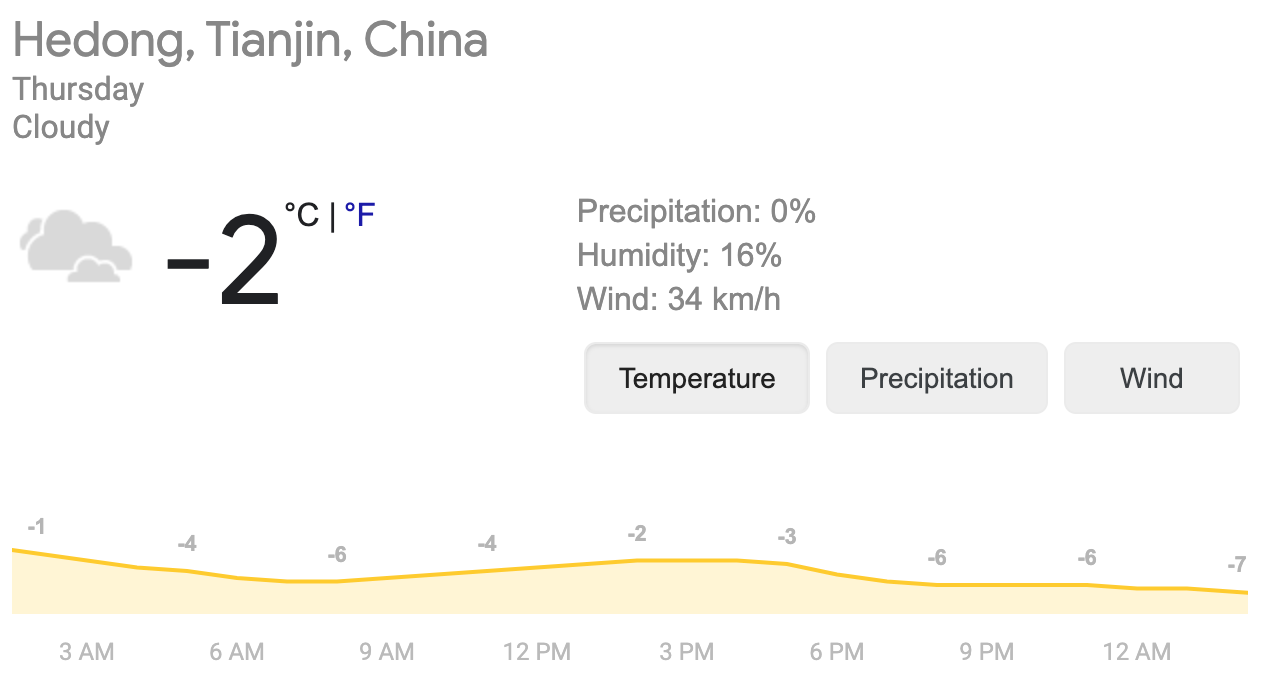 Hedong, Tianjin, China
Thursday
Cloudy
-2 °C | °F
Precipitation: 0%
Humidity: 16%
Wind: 34 km/h
Temperature Precipitation Wind
-1 -4 -6 -4 -2 -3 -6 -6 -7
3 AM 6 AM 9 AM 12 PM 3 PM 6 PM 9 PM 12 AM